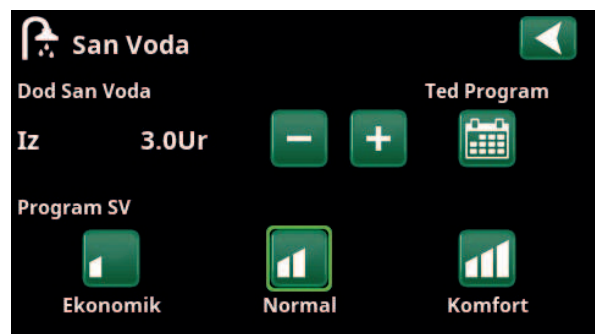 San Voda
Dod San Voda Ted Program
Iz 3.0Ur − +
Program SV
Ekonomik Normal Komfort